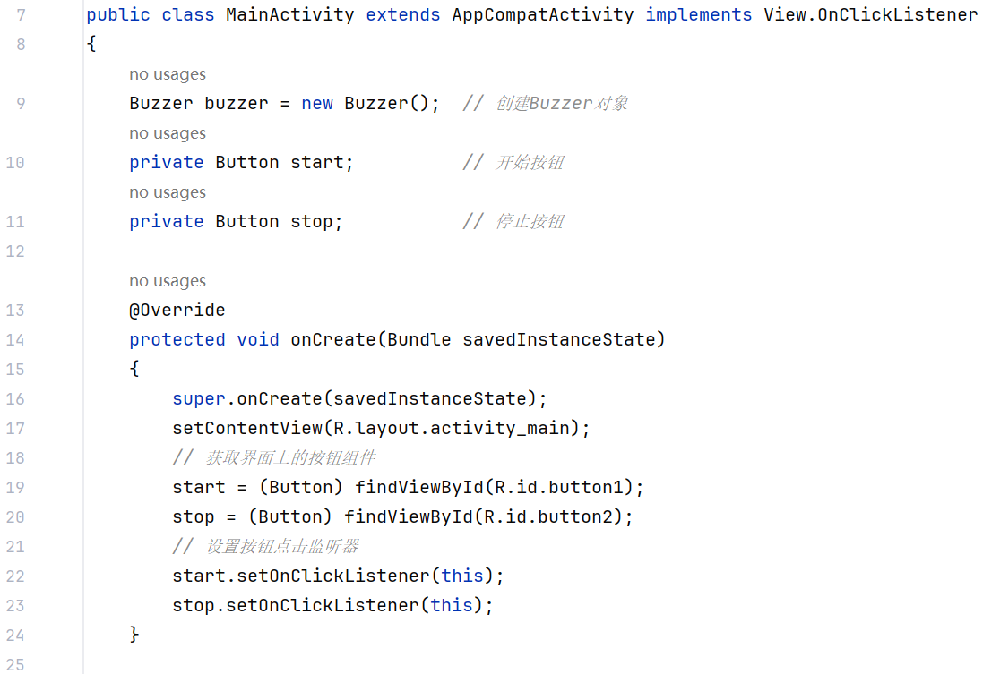 7 public class MainActivity extends AppCompatActivity implements View.OnClickListener
8 {
no usages
9 Buzzer buzzer = new Buzzer(); // 创建Buzzer对象
no usages
10 private Button start; // 开始按钮
no usages
11 private Button stop; // 停止按钮
12
no usages
13 @Override
14 protected void onCreate(Bundle savedInstanceState)
15 {
16 super.onCreate(savedInstanceState);
17 setContentView(R.layout.activity_main);
18 // 获取界面上的按钮组件
19 start = (Button) findViewById(R.id.button1);
20 stop = (Button) findViewById(R.id.button2);
21 // 设置按钮点击监听器
22 start.setOnClickListener(this);
23 stop.setOnClickListener(this);
24 }
25